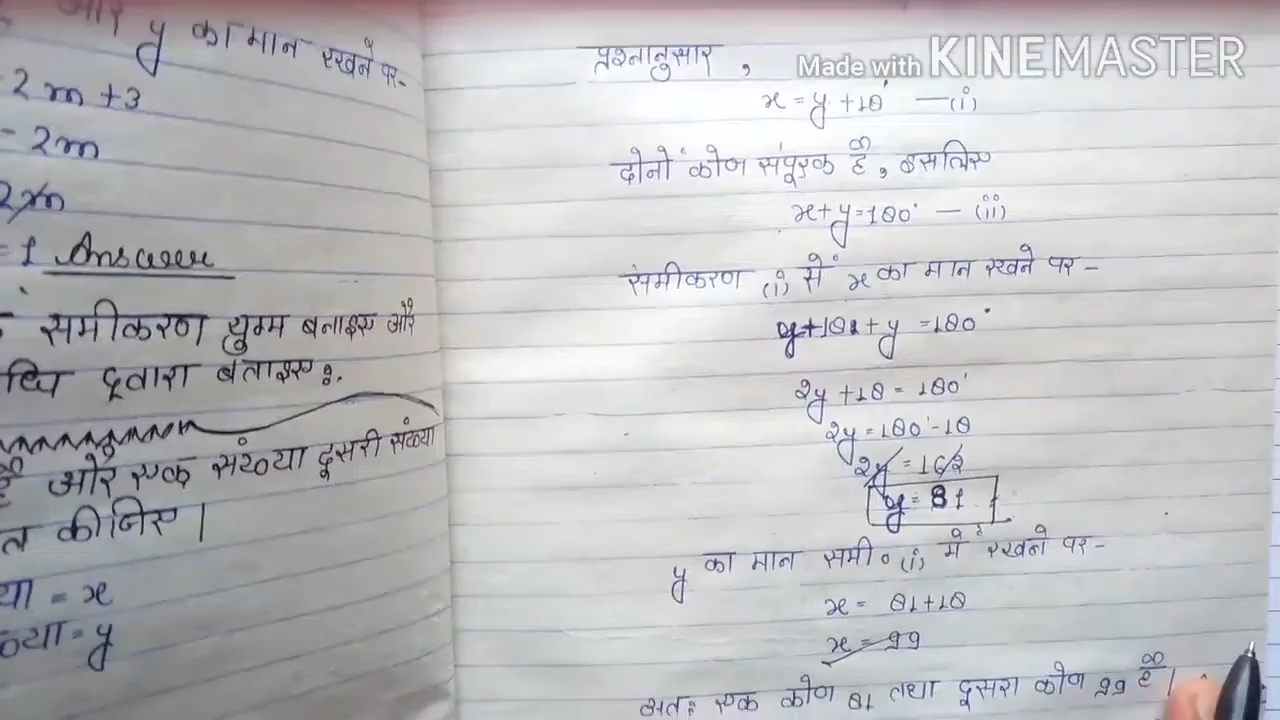 और y का मान रखने पर-
2m + 3
= 2m
2m
= 1 Answer
समीकरण युग्म बनाइए और
द्वारा बताइए।
और एक संख्या दूसरी संख्या
कीजिए।
= x
= y
Made with KINEMASTER
प्रश्नानुसार,
x = y + 18° — (i)
दोनों कोण संपूरक हैं, इसलिए
x + y = 180° — (ii)
समीकरण (i) से x का मान रखने पर -
y + 18 + y = 180°
2y + 18 = 180°
2y = 180° - 18
2y = 162
y = 81
y का मान समी० (i) में रखने पर -
x = 81 + 18
x = 99
अतः एक कोण 81 तथा दूसरा कोण 99 है।